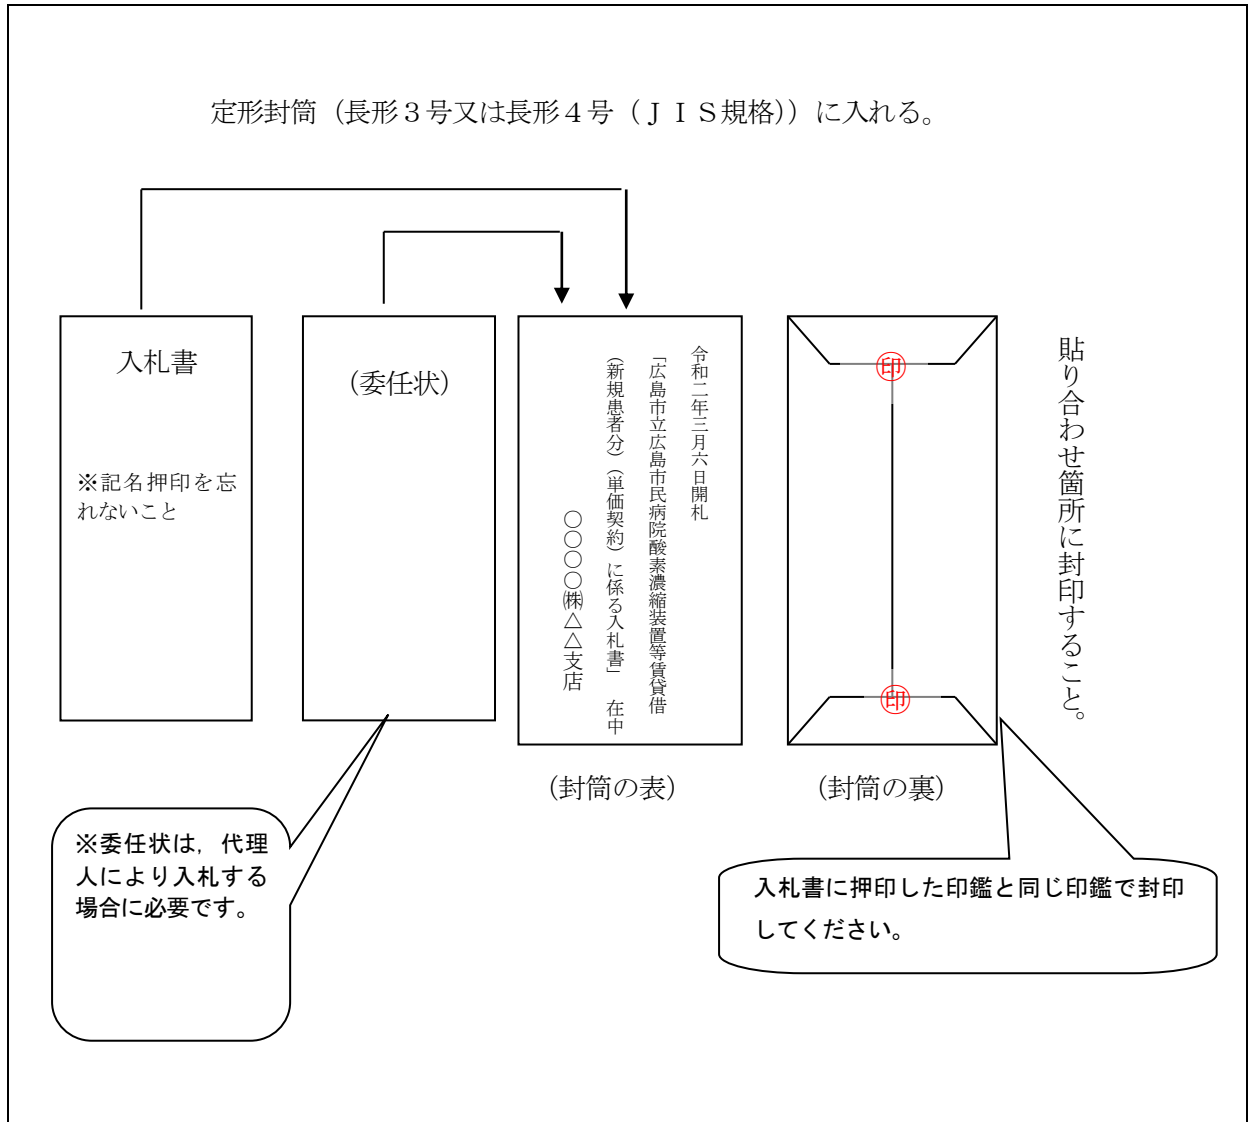 定形封筒（長形３号又は長形４号（ＪＩＳ規格））に入れる。
入札書
※記名押印を忘
れないこと
（委任状）
令和二年三月六日開札
「広島市立広島市民病院酸素濃縮装置等賃貸借
（新規患者分）（単価契約）に係る入札書」　在中
〇〇〇〇㈱△△支店
印
印
貼り合わせ箇所に封印すること。
（封筒の表）
（封筒の裏）
※委任状は，代理
人により入札する
場合に必要です。
入札書に押印した印鑑と同じ印鑑で封印
してください。